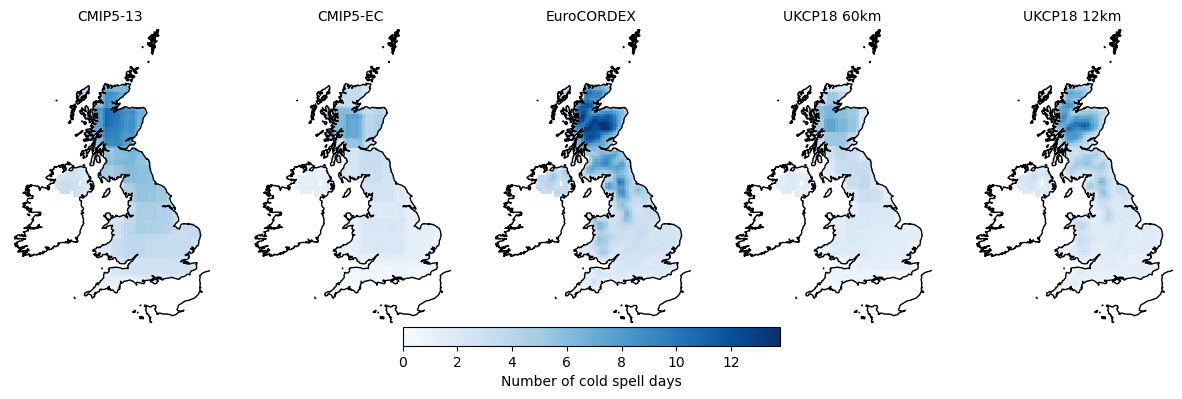 CMIP5-13 CMIP5-EC EuroCORDEX UKCP18 60km UKCP18 12km
0 2 4 6 8 10 12
Number of cold spell days